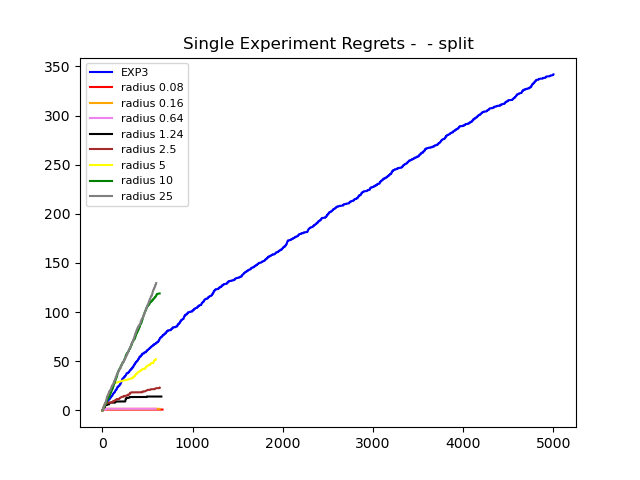 Single Experiment Regrets -  - split
350
300
250
200
150
100
50
0
EXP3
radius 0.08
radius 0.16
radius 0.64
radius 1.24
radius 2.5
radius 5
radius 10
radius 25
0 1000 2000 3000 4000 5000